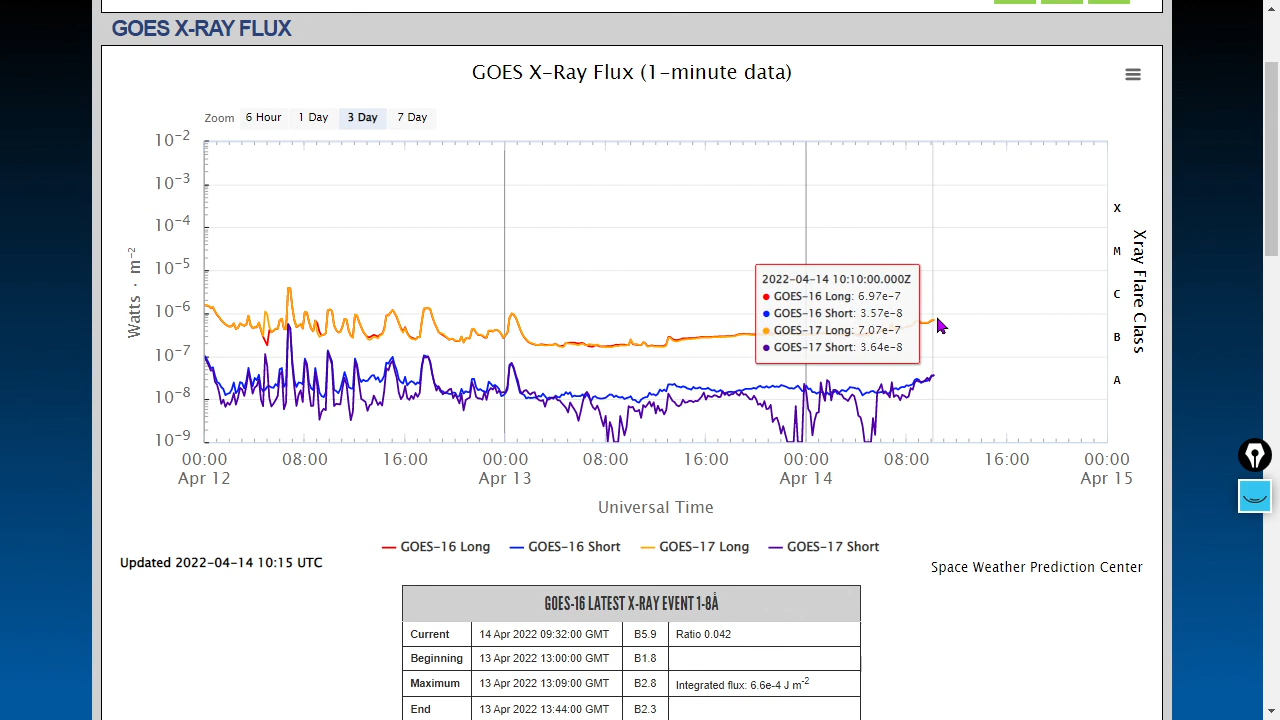 GOES X-RAY FLUX
GOES X-Ray Flux (1-minute data)
Zoom 6 Hour 1 Day 3 Day 7 Day
10⁻²
10⁻³
10⁻⁴
10⁻⁵
10⁻⁶
10⁻⁷
10⁻⁸
10⁻⁹
Watts · m⁻²
X
M
C
B
A
Xray Flare Class
2022-04-14 10:10:00.000Z
GOES-16 Long: 6.97e-7
GOES-16 Short: 3.57e-8
GOES-17 Long: 7.07e-7
GOES-17 Short: 3.64e-8
00:00 08:00 16:00 00:00 08:00 16:00 00:00 08:00 16:00 00:00
Apr 12 Apr 13 Apr 14 Apr 15
Universal Time
GOES-16 Long GOES-16 Short GOES-17 Long GOES-17 Short
Updated 2022-04-14 10:15 UTC
Space Weather Prediction Center
GOES-16 LATEST X-RAY EVENT 1-8Å
Current 14 Apr 2022 09:32:00 GMT B5.9 Ratio 0.042
Beginning 13 Apr 2022 13:00:00 GMT B1.8
Maximum 13 Apr 2022 13:09:00 GMT B2.8 Integrated flux: 6.6e-4 J m⁻²
End 13 Apr 2022 13:44:00 GMT B2.3